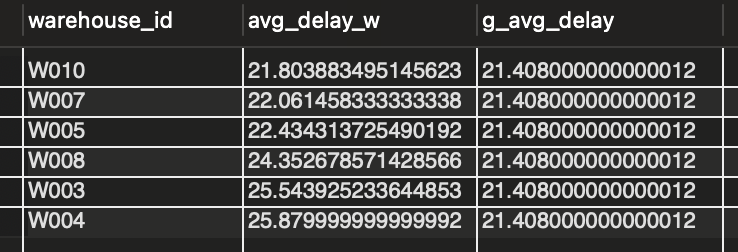 warehouse_id avg_delay_w g_avg_delay
W010 21.803883495145623 21.408000000000012
W007 22.061458333333338 21.408000000000012
W005 22.434313725490192 21.408000000000012
W008 24.352678571428566 21.408000000000012
W003 25.543925233644853 21.408000000000012
W004 25.879999999999992 21.408000000000012